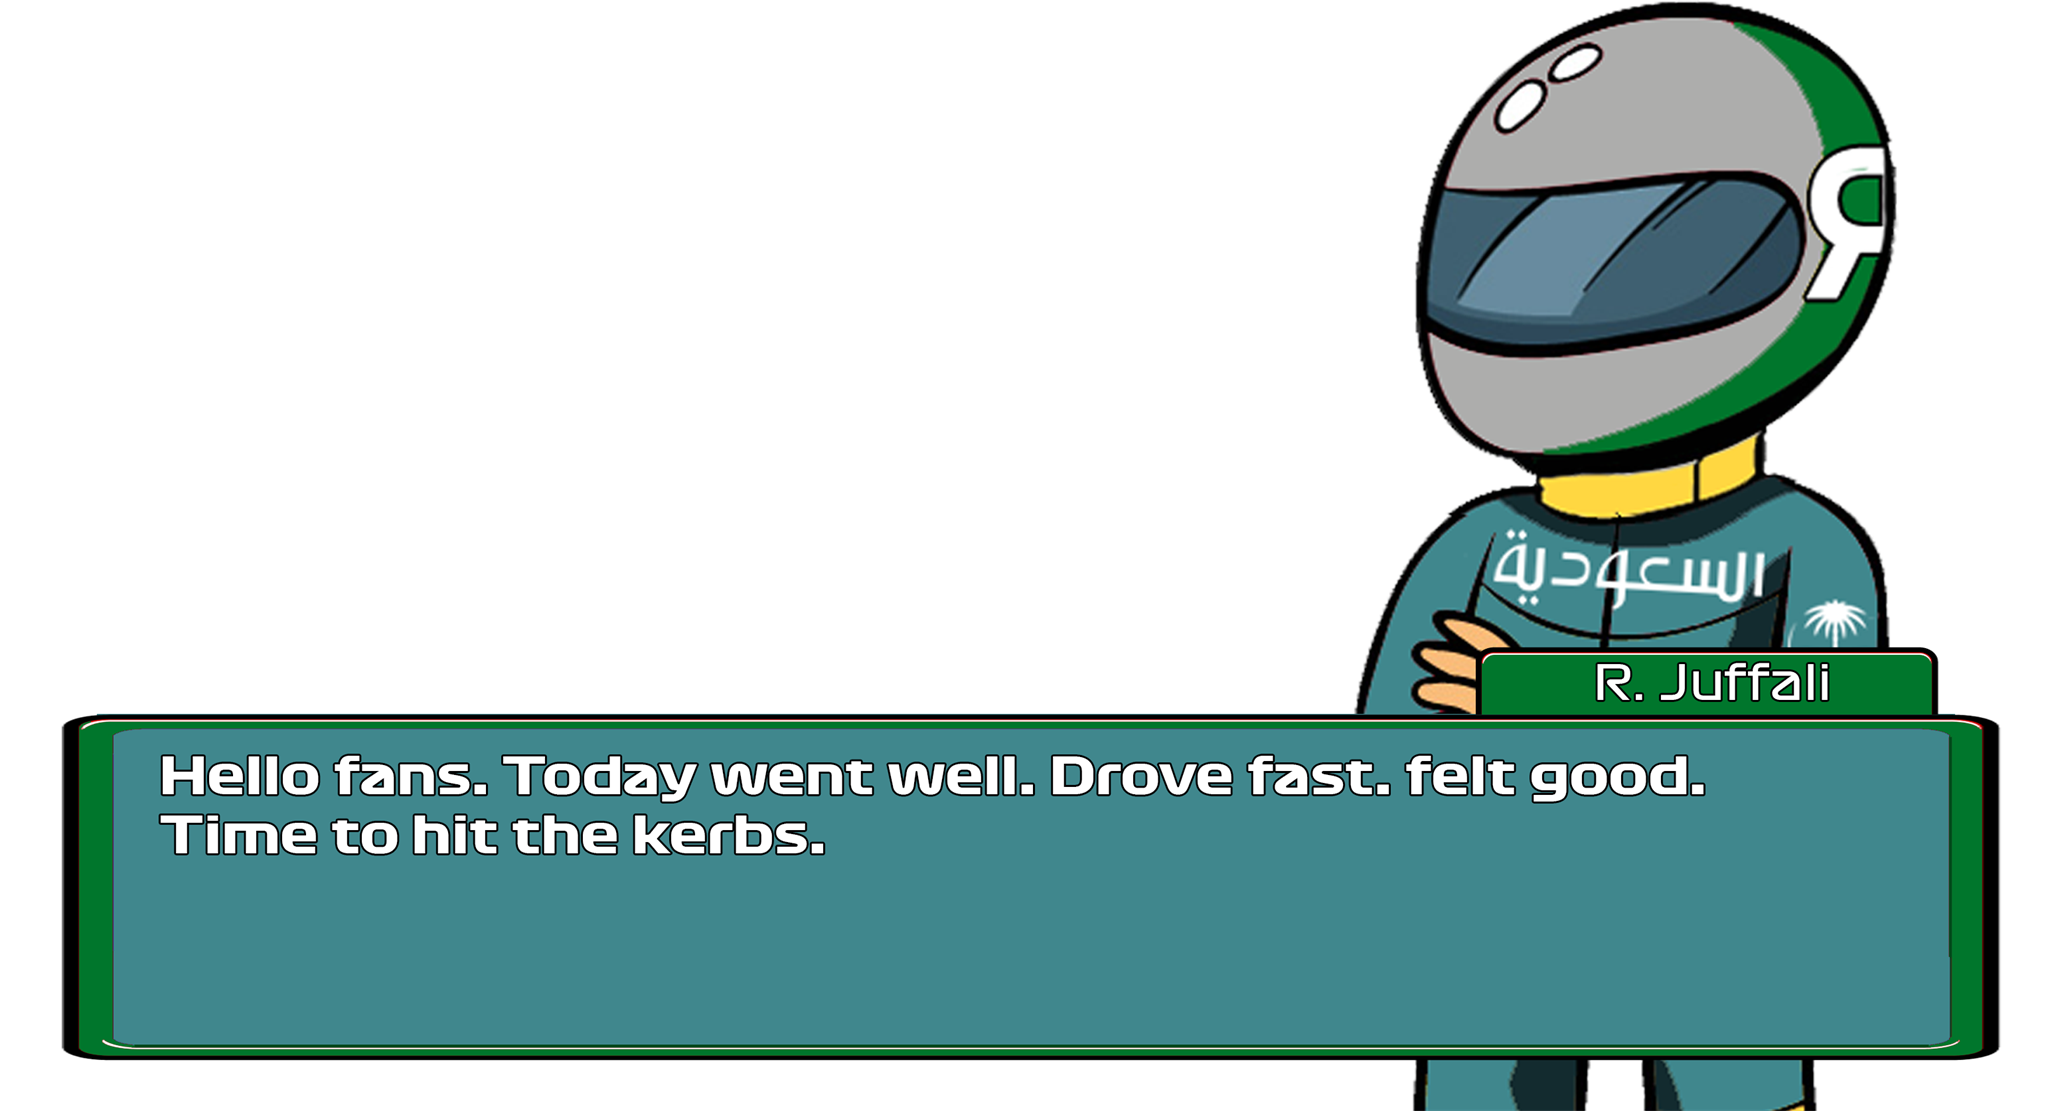 R
السعودية
R. Juffali
Hello fans. Today went well. Drove fast. felt good.
Time to hit the kerbs.